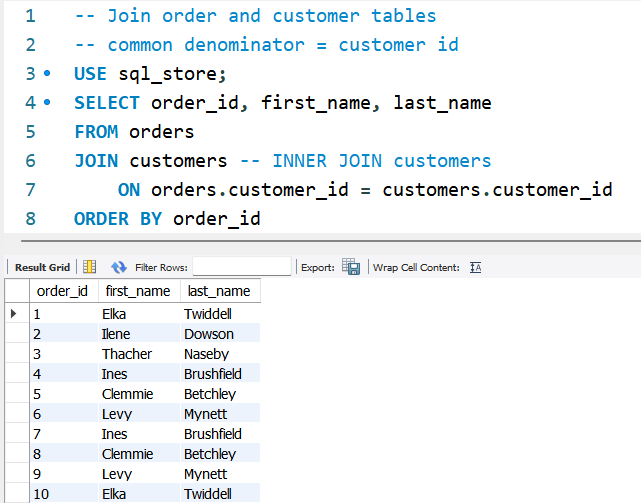 1 -- Join order and customer tables
2 -- common denominator = customer id
3 USE sql_store;
4 SELECT order_id, first_name, last_name
5 FROM orders
6 JOIN customers -- INNER JOIN customers
7 ON orders.customer_id = customers.customer_id
8 ORDER BY order_id
Result Grid Filter Rows: Export: Wrap Cell Content:
order_id first_name last_name
1 Elka Twiddell
2 Ilene Dowson
3 Thacher Naseby
4 Ines Brushfield
5 Clemmie Betchley
6 Levy Mynett
7 Ines Brushfield
8 Clemmie Betchley
9 Levy Mynett
10 Elka Twiddell